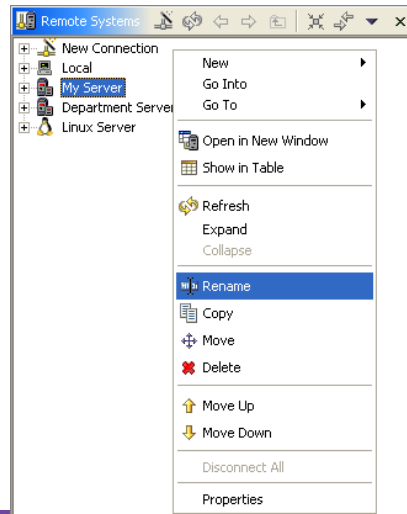 Remote Systems
New Connection
Local
My Server
Department Server
Linux Server
New
Go Into
Go To
Open in New Window
Show in Table
Refresh
Expand
Collapse
Rename
Copy
Move
Delete
Move Up
Move Down
Disconnect All
Properties